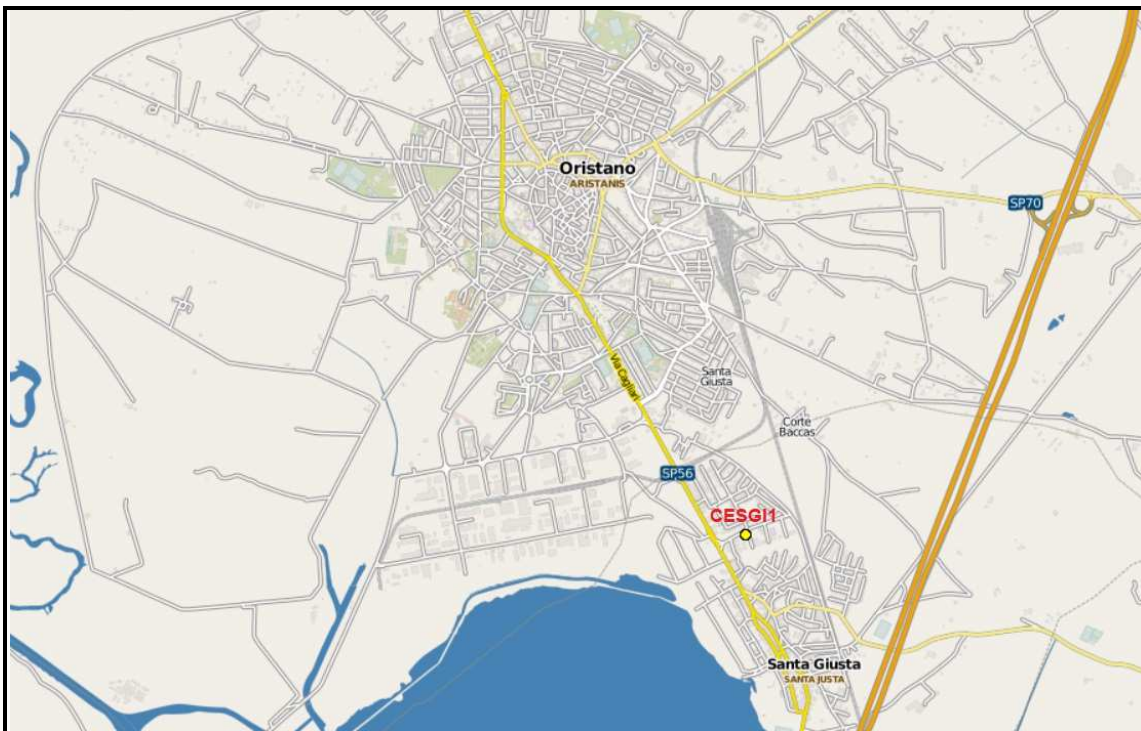 Oristano
ARISTANIS
SP70
Via Cagliari
Santa
Giusta
Corte
Baccas
SP56
CESGI1
Santa Giusta
SANTA JUSTA